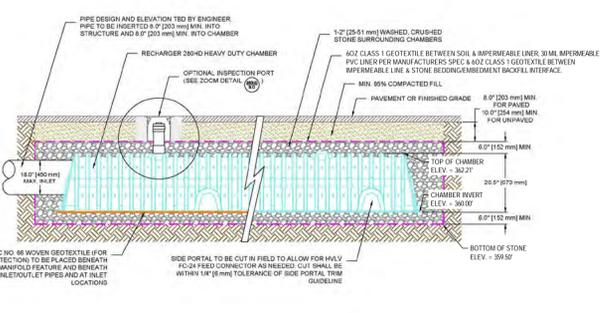 PIPE DESIGN AND ELEVATION TBD BY ENGINEER.
PIPE TO BE INSERTED 8.0" [203 mm] MIN. INTO
STRUCTURE AND 8.0" [203 mm] MIN. INTO CHAMBER
RECHARGER 280HD HEAVY DUTY CHAMBER
OPTIONAL INSPECTION PORT
(SEE ZOOM DETAIL
1-2" [25-51 mm] WASHED, CRUSHED
STONE SURROUNDING CHAMBERS
6OZ CLASS 1 GEOTEXTILE BETWEEN SOIL & IMPERMEABLE LINER, 30 MIL IMPERMEABLE
PVC LINER PER MANUFACTURERS SPEC & 6OZ CLASS 1 GEOTEXTILE BETWEEN
IMPERMEABLE LINE & STONE BEDDING/EMBEDMENT BACKFILL INTERFACE.
MIN. 95% COMPACTED FILL
PAVEMENT OR FINISHED GRADE
8.0" [203 mm] MIN.
FOR PAVED
10.0" [254 mm] MIN.
FOR UNPAVED
6.0" [152 mm] MIN.
TOP OF CHAMBER
ELEV. = 362.21'
18.0" [450 mm]
MAX. INLET
26.5" [673 mm]
CHAMBER INVERT
ELEV. = 360.00'
6.0" [152 mm] MIN.
BOTTOM OF STONE
ELEV. = 359.50'
C NO. 66 WOVEN GEOTEXTILE (FOR
TECTION) TO BE PLACED BENEATH
MANIFOLD FEATURE AND BENEATH
INLET/OUTLET PIPES AND AT INLET
LOCATIONS
SIDE PORTAL TO BE CUT IN FIELD TO ALLOW FOR HVLV
FC-24 FEED CONNECTOR AS NEEDED. CUT SHALL BE
WITHIN 1/4" [6 mm] TOLERANCE OF SIDE PORTAL TRIM
GUIDELINE